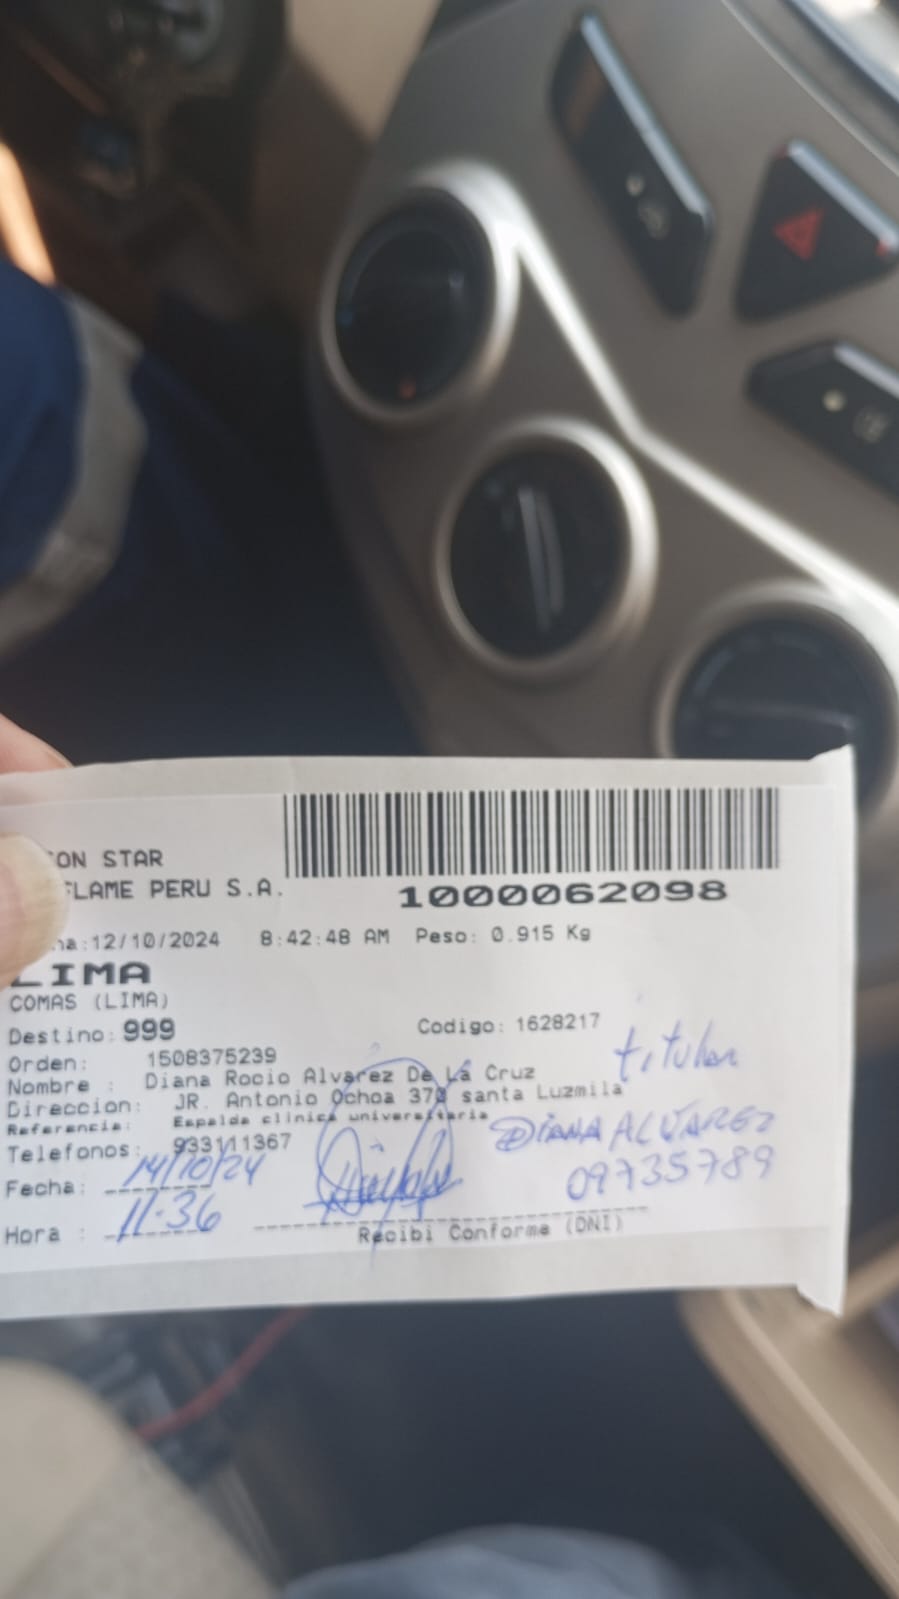 ON STAR
FLAME PERU S.A.
1000062098
ha:12/10/2024 8:42:48 AM Peso: 0.915 Kg
LIMA
COMAS (LIMA)
Destino: 999 Codigo: 1628217
Orden: 1508375239
titular
Nombre : Diana Rocio Alvarez De La Cruz
Direccion: JR. Antonio Ochoa 370 santa Luzmila
Referencia: Espalda clinica universitaria
DIANA ALVAREZ
Telefonos: 933111367
09735789
Fecha: 14/10/24
Hora : 11:36
Recibi Conforme (DNI)